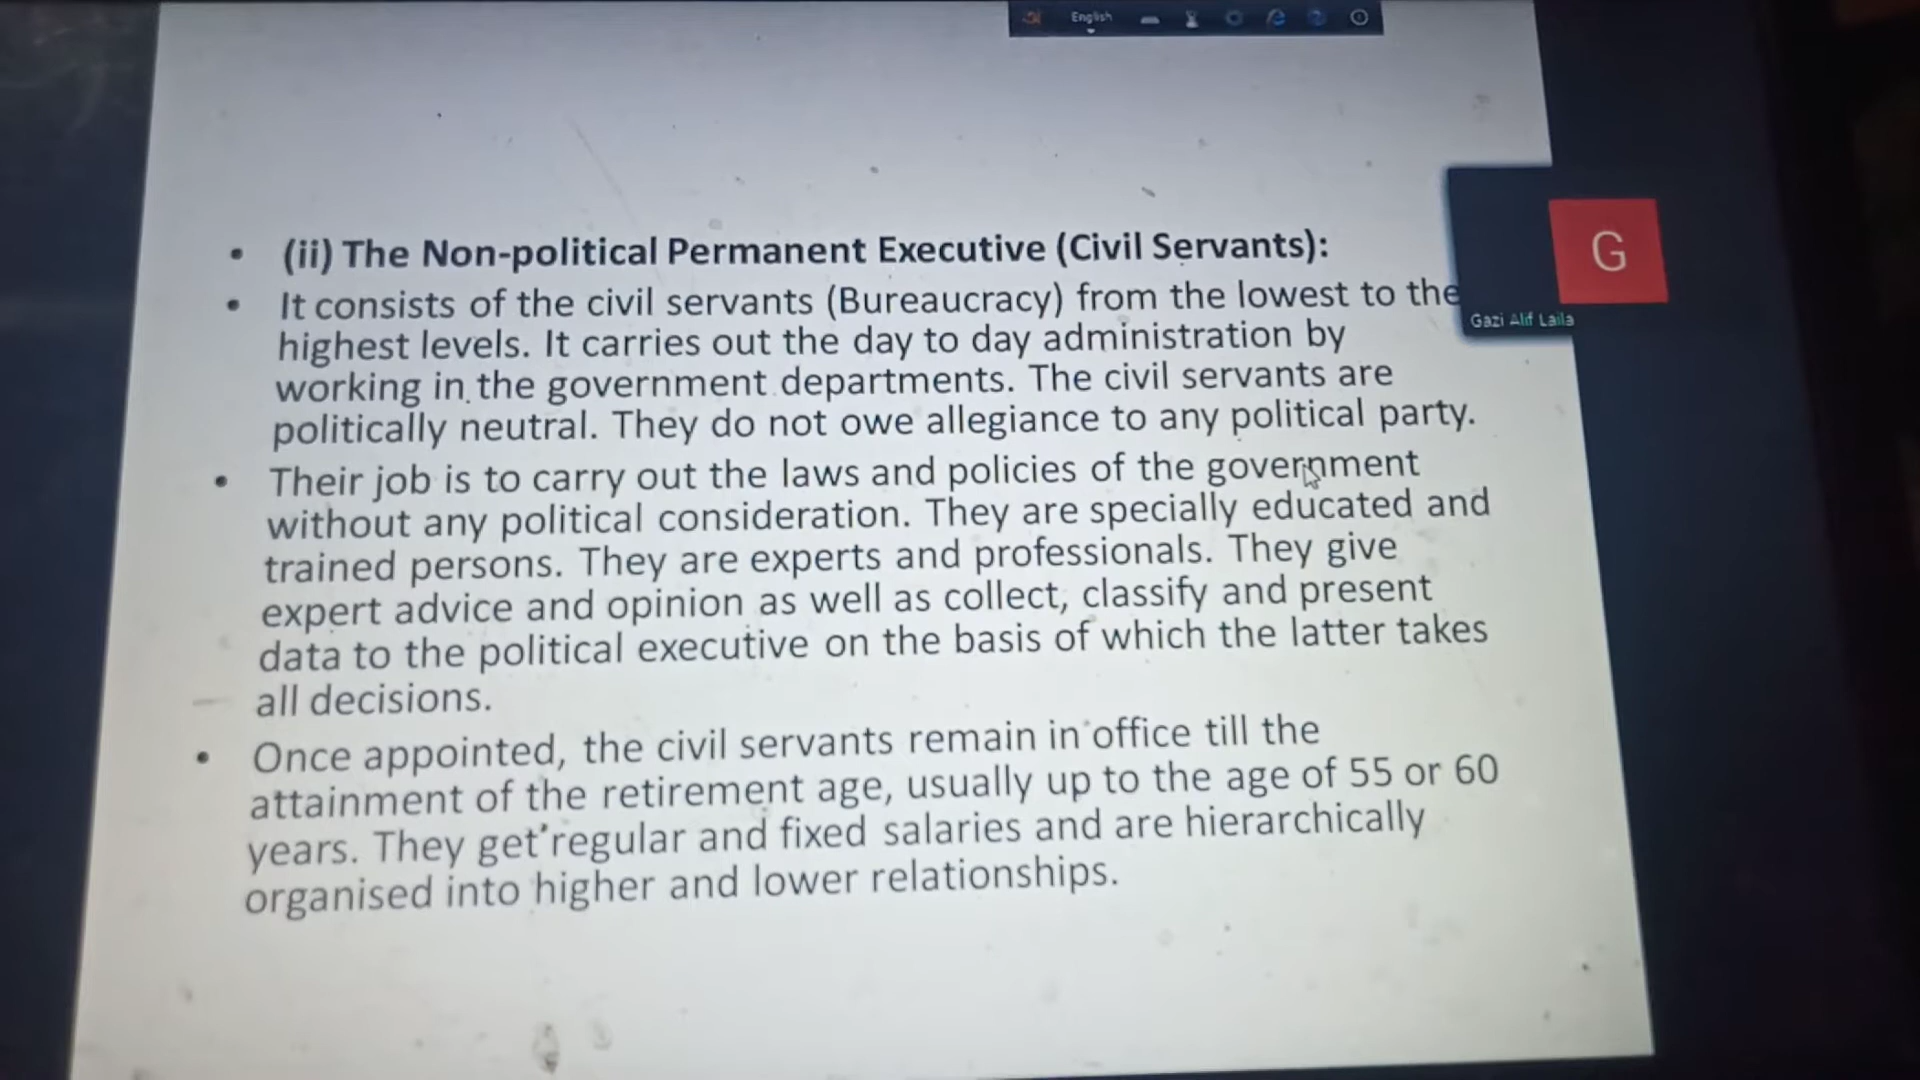 English
• (ii) The Non-political Permanent Executive (Civil Servants):
• It consists of the civil servants (Bureaucracy) from the lowest to the
highest levels. It carries out the day to day administration by
working in the government departments. The civil servants are
politically neutral. They do not owe allegiance to any political party.
• Their job is to carry out the laws and policies of the government
without any political consideration. They are specially educated and
trained persons. They are experts and professionals. They give
expert advice and opinion as well as collect, classify and present
data to the political executive on the basis of which the latter takes
all decisions.
• Once appointed, the civil servants remain in office till the
attainment of the retirement age, usually up to the age of 55 or 60
years. They get regular and fixed salaries and are hierarchically
organised into higher and lower relationships.
G
Gazi Alif Laila